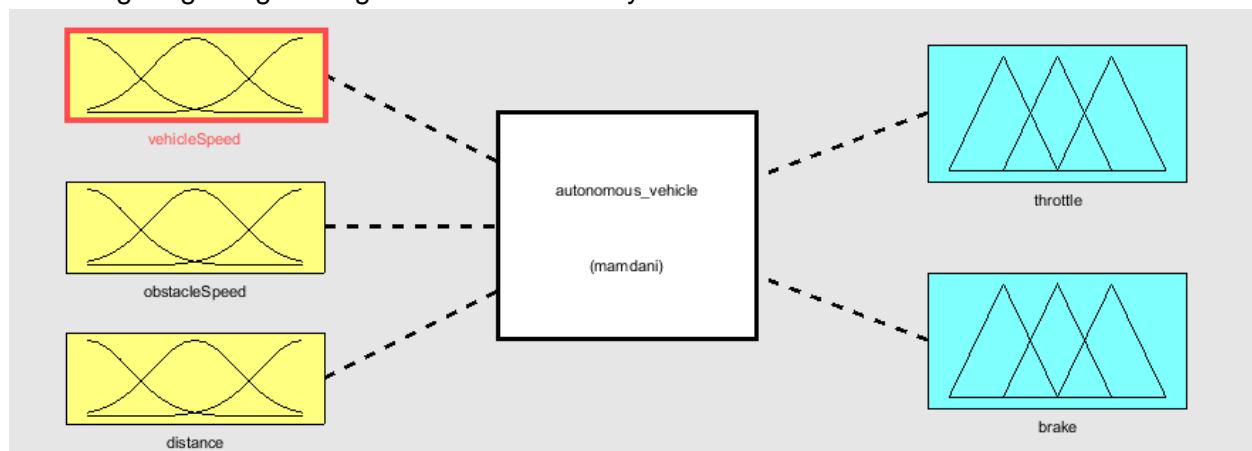 vehicleSpeed
obstacleSpeed
distance
autonomous_vehicle
(mamdani)
throttle
brake